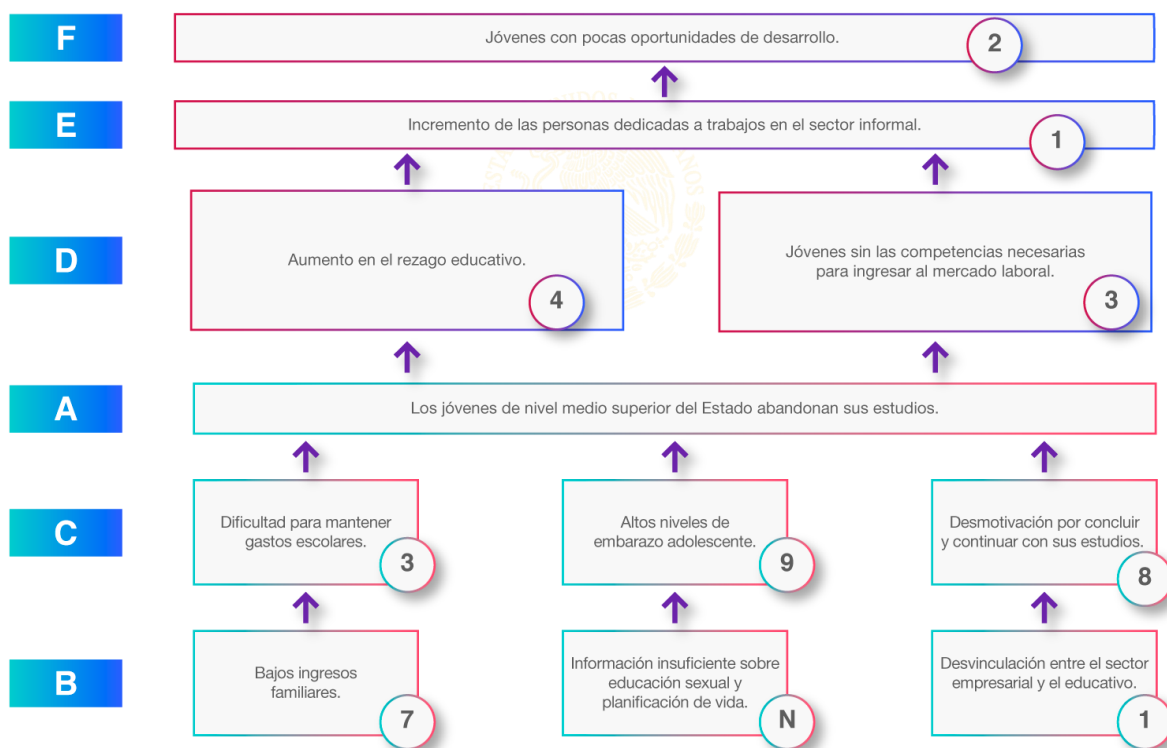 F
Jóvenes con pocas oportunidades de desarrollo.
2
E
Incremento de las personas dedicadas a trabajos en el sector informal.
1
D
Aumento en el rezago educativo.
4
Jóvenes sin las competencias necesarias
para ingresar al mercado laboral.
3
A
Los jóvenes de nivel medio superior del Estado abandonan sus estudios.
C
Dificultad para mantener
gastos escolares.
3
Altos niveles de
embarazo adolescente.
9
Desmotivación por concluir
y continuar con sus estudios.
8
B
Bajos ingresos
familiares.
7
Información insuficiente sobre
educación sexual y
planificación de vida.
N
Desvinculación entre el sector
empresarial y el educativo.
1